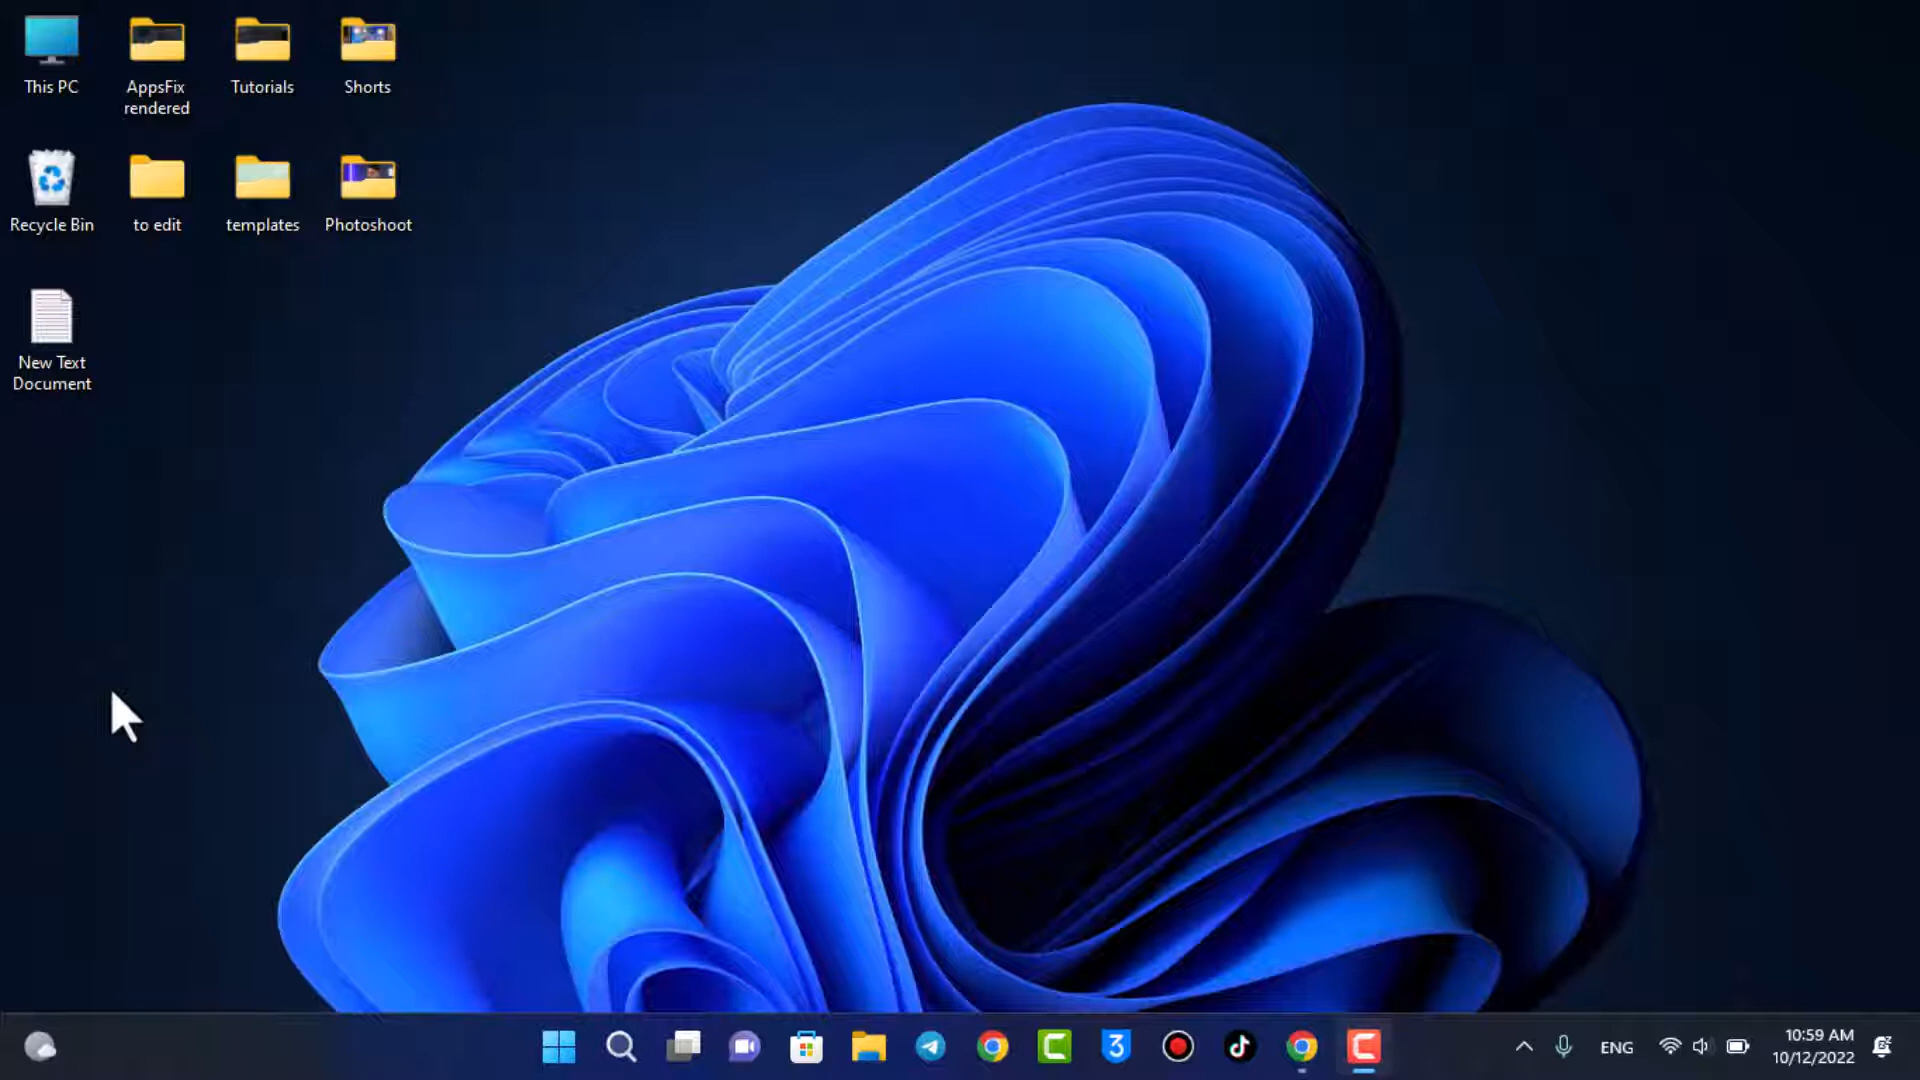 This PC
AppsFix
rendered
Tutorials
Shorts
Recycle Bin
to edit
templates
Photoshoot
New Text
Document
3
ENG
10:59 AM
10/12/2022